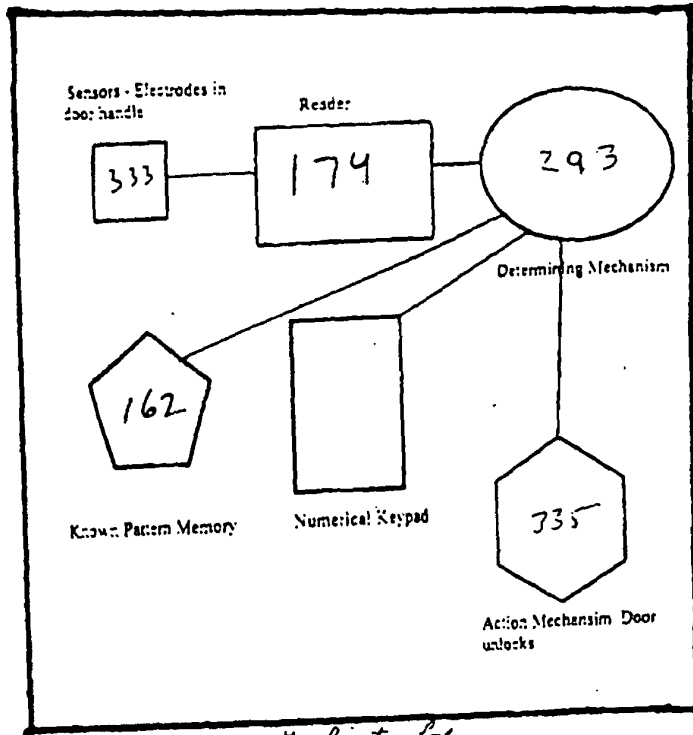 Sensors - Electrodes in
door handle
Reader
333
174
293
Determining Mechanism
162
Known Pattern Memory
Numerical Keypad
335
Action Mechansim Door
unlocks